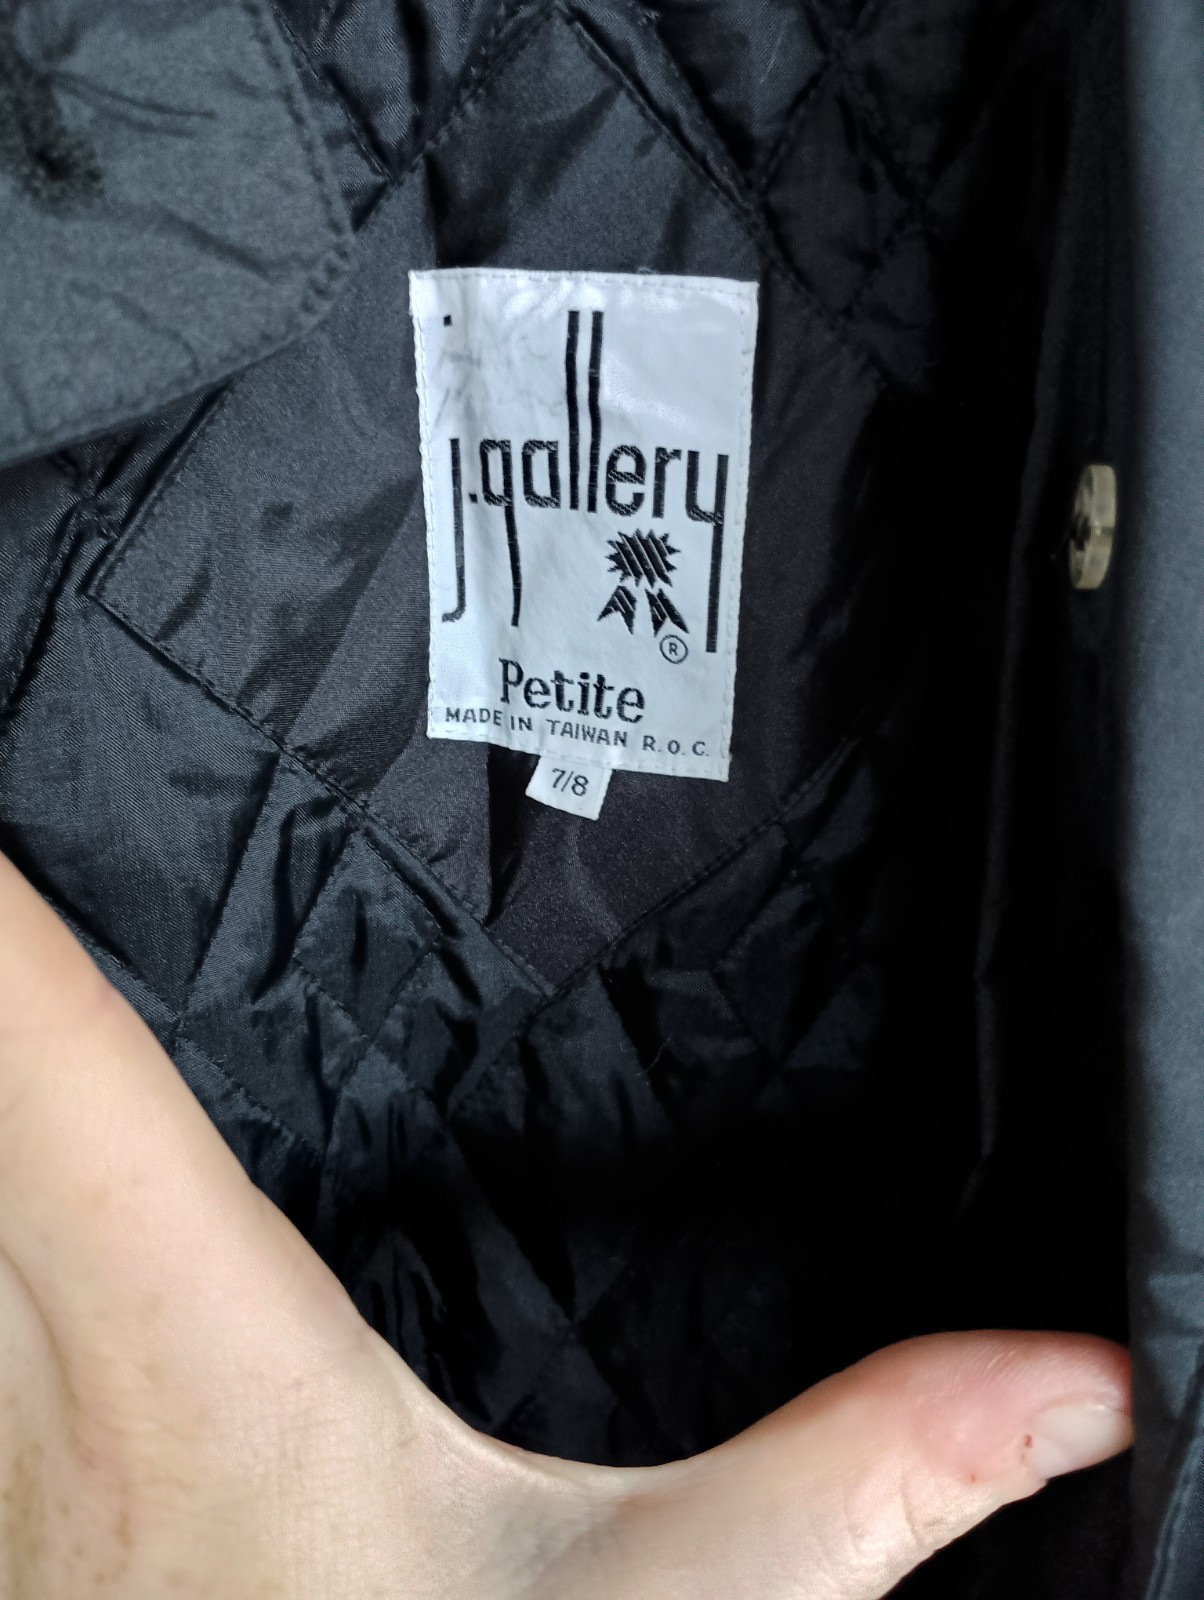 j.gallery
®
Petite
MADE IN TAIWAN R.O.C.
7/8